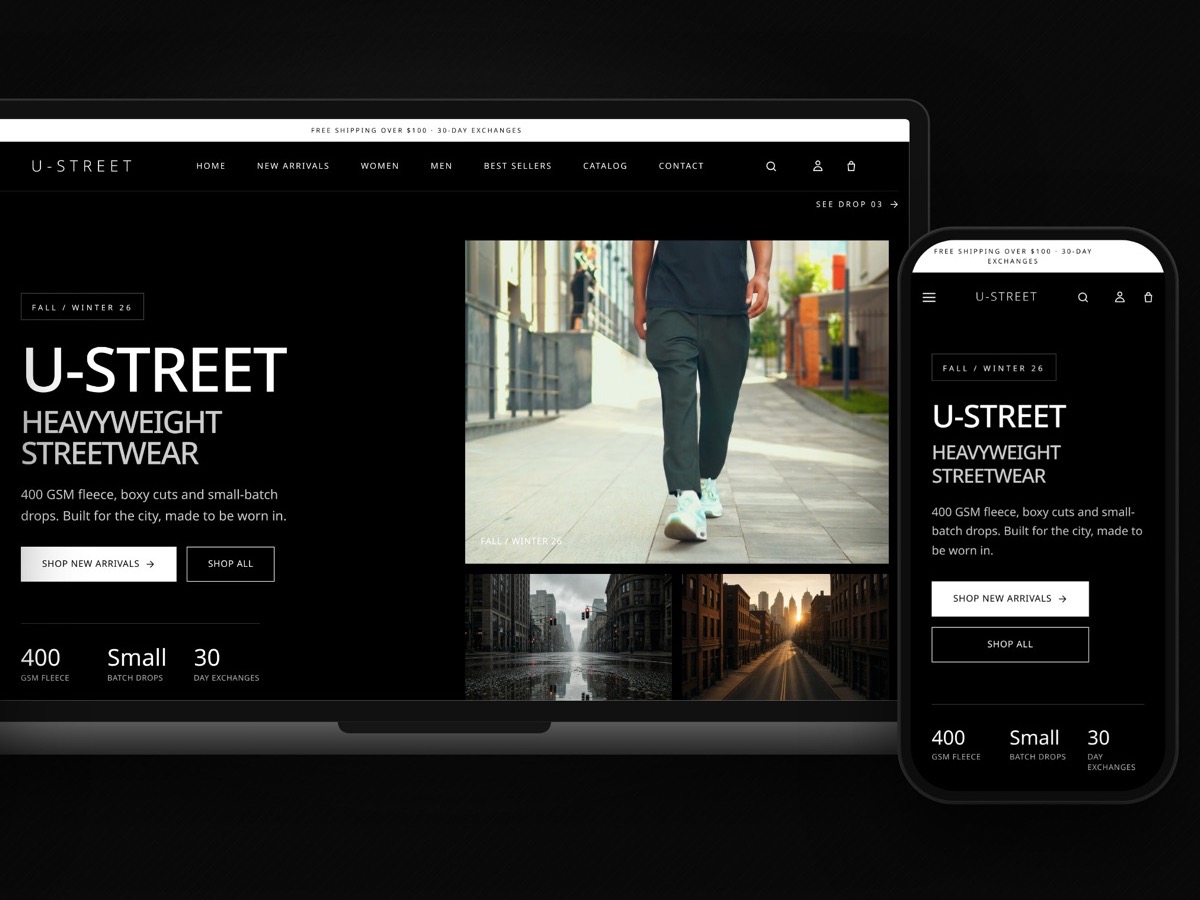 FREE SHIPPING OVER $100 · 30-DAY EXCHANGES
U-STREET
HOME
NEW ARRIVALS
WOMEN
MEN
BEST SELLERS
CATALOG
CONTACT
SEE DROP 03 →
FALL / WINTER 26
U-STREET
HEAVYWEIGHT
STREETWEAR
400 GSM fleece, boxy cuts and small-batch
drops. Built for the city, made to be worn in.
SHOP NEW ARRIVALS →
SHOP ALL
400
GSM FLEECE
Small
BATCH DROPS
30
DAY EXCHANGES
FALL / WINTER 26
FREE SHIPPING OVER $100 · 30-DAY
EXCHANGES
U-STREET
FALL / WINTER 26
U-STREET
HEAVYWEIGHT
STREETWEAR
400 GSM fleece, boxy cuts and small-
batch drops. Built for the city, made to
be worn in.
SHOP NEW ARRIVALS →
SHOP ALL
400
GSM FLEECE
Small
BATCH DROPS
30
DAY
EXCHANGES